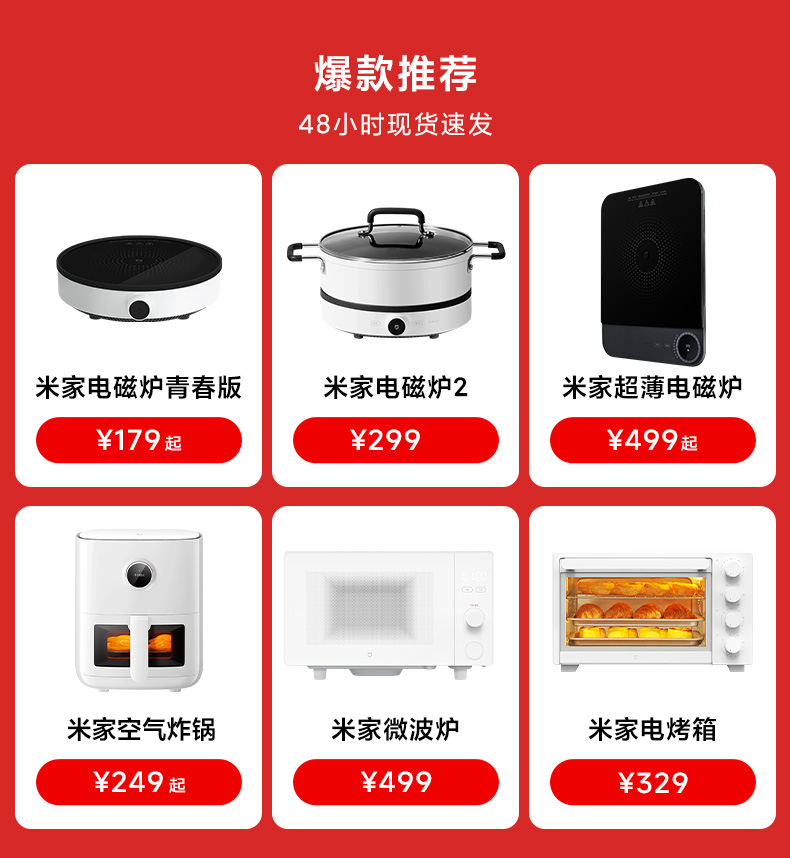 爆款推荐
48小时现货速发
米家电磁炉青春版
¥179起
米家电磁炉2
¥299
米家超薄电磁炉
¥499起
米家空气炸锅
¥249起
米家微波炉
¥499
米家电烤箱
¥329